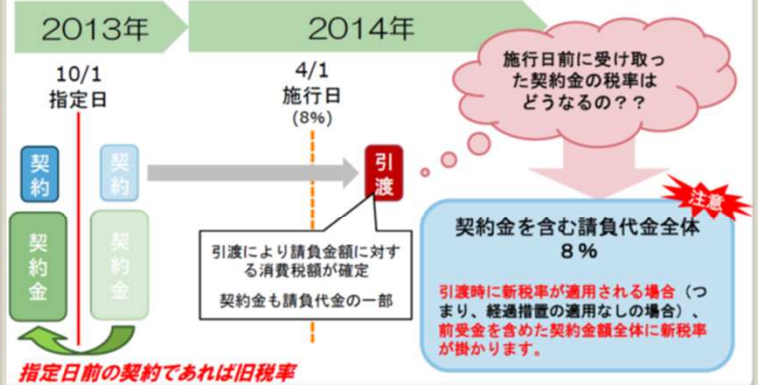 2013年
2014年
10/1
指定日
4/1
施行日
(8%)
施行日前に受け取っ
た契約金の税率は
どうなるの？？
契約
契約
引渡
注意
契約金
契約金
引渡により請負金額に対す
る消費税額が確定
契約金も請負代金の一部
契約金を含む請負代金全体
８％
引渡時に新税率が適用される場合（つ
まり、経過措置の適用なしの場合）、
前受金を含めた契約金額全体に新税率
が掛かります。
指定日前の契約であれば旧税率